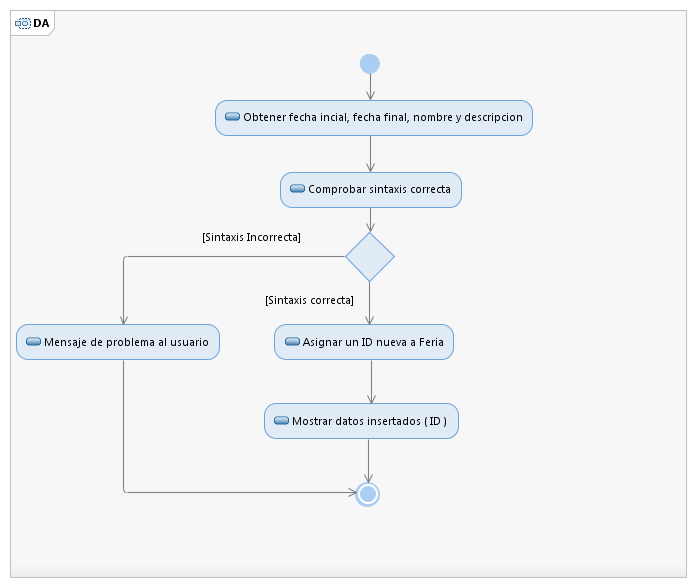 DA
Obtener fecha incial, fecha final, nombre y descripcion
Comprobar sintaxis correcta
[Sintaxis Incorrecta]
[Sintaxis correcta]
Mensaje de problema al usuario
Asignar un ID nueva a Feria
Mostrar datos insertados ( ID )